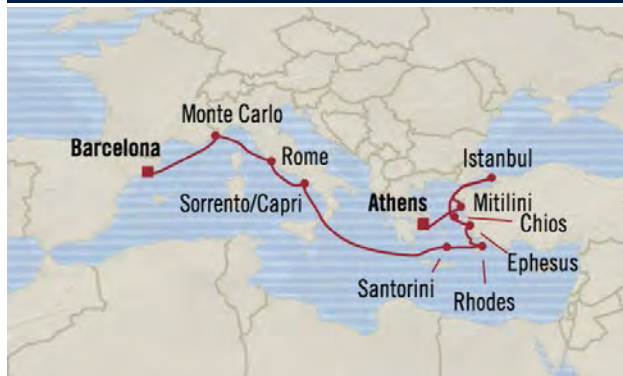 Monte Carlo
Barcelona
Rome
Istanbul
Sorrento/Capri
Athens
Mitilini
Chios
Ephesus
Santorini
Rhodes